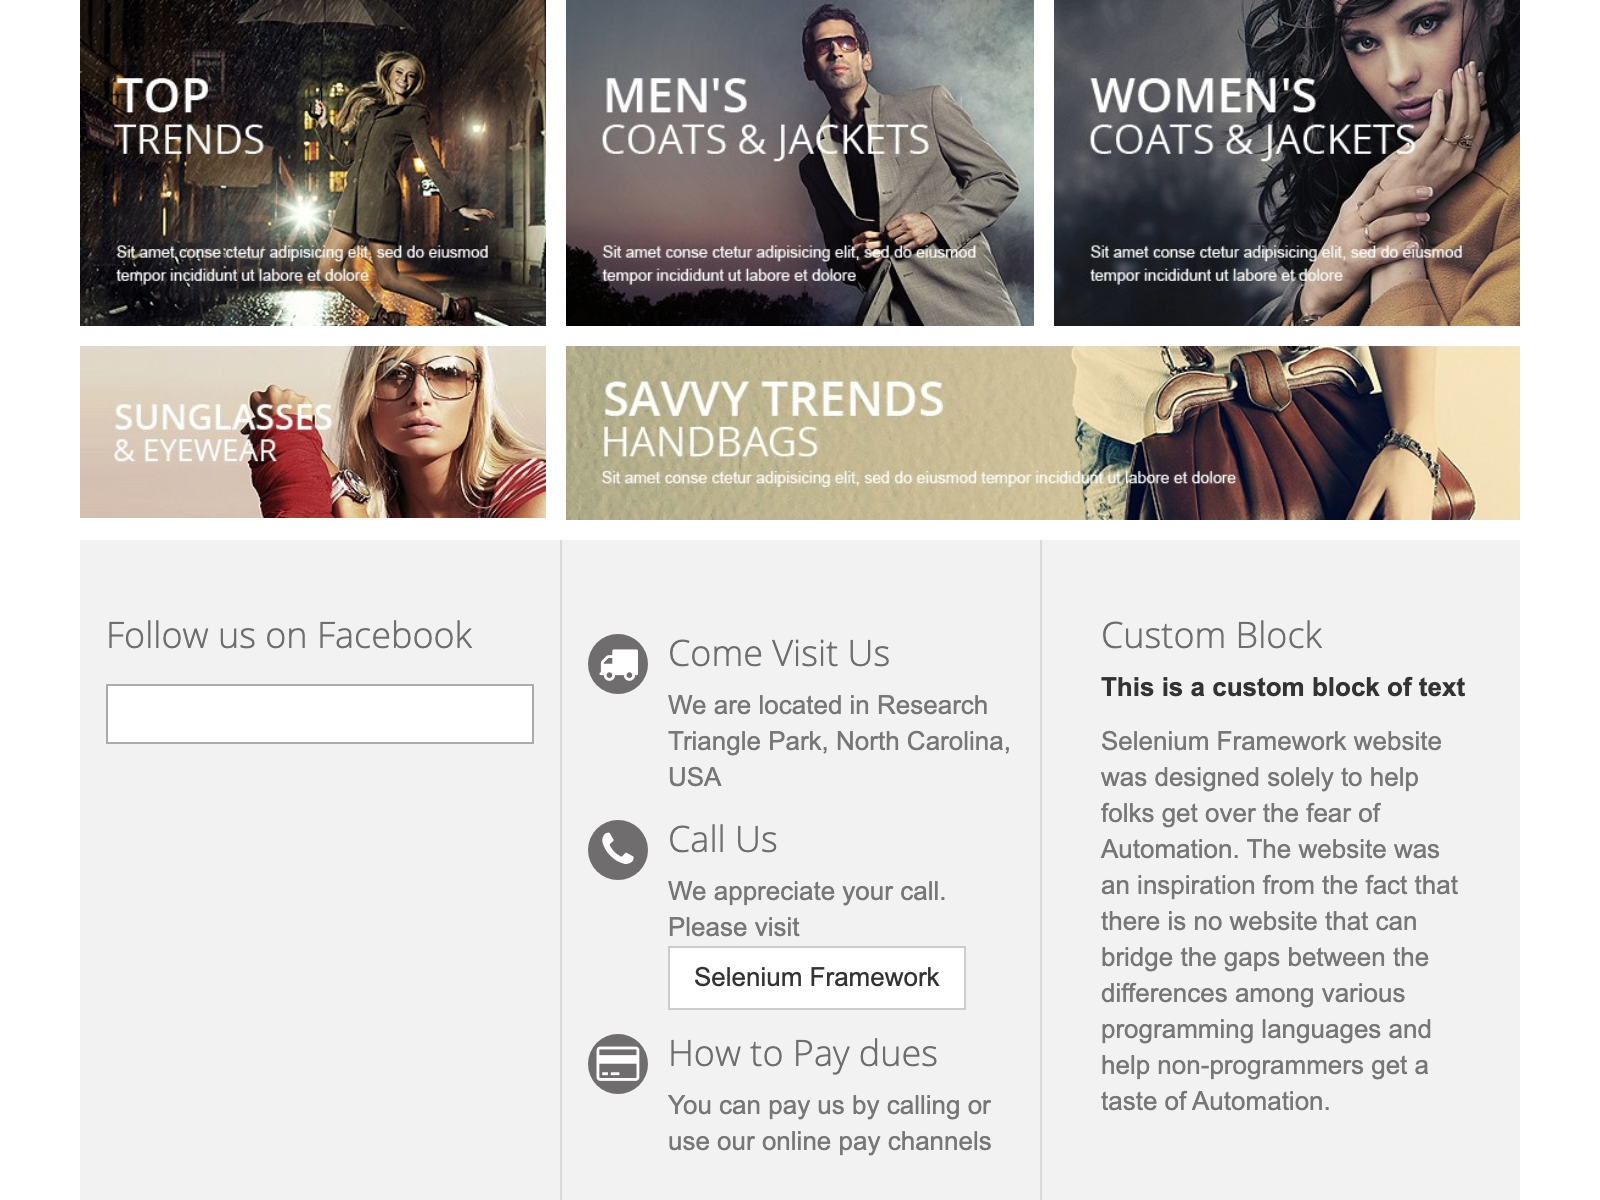 TOP
TRENDS
Sit amet conse ctetur adipisicing elit, sed do eiusmod
tempor incididunt ut labore et dolore
MEN'S
COATS & JACKETS
Sit amet conse ctetur adipisicing elit, sed do eiusmod
tempor incididunt ut labore et dolore
WOMEN'S
COATS & JACKETS
Sit amet conse ctetur adipisicing elit, sed do eiusmod
tempor incididunt ut labore et dolore
SUNGLASSES
& EYEWEAR
SAVVY TRENDS
HANDBAGS
Sit amet conse ctetur adipisicing elit, sed do eiusmod tempor incididunt ut labore et dolore
Follow us on Facebook
Come Visit Us
We are located in Research
Triangle Park, North Carolina,
USA
Call Us
We appreciate your call.
Please visit
Selenium Framework
How to Pay dues
You can pay us by calling or
use our online pay channels
Custom Block
This is a custom block of text
Selenium Framework website
was designed solely to help
folks get over the fear of
Automation. The website was
an inspiration from the fact that
there is no website that can
bridge the gaps between the
differences among various
programming languages and
help non-programmers get a
taste of Automation.